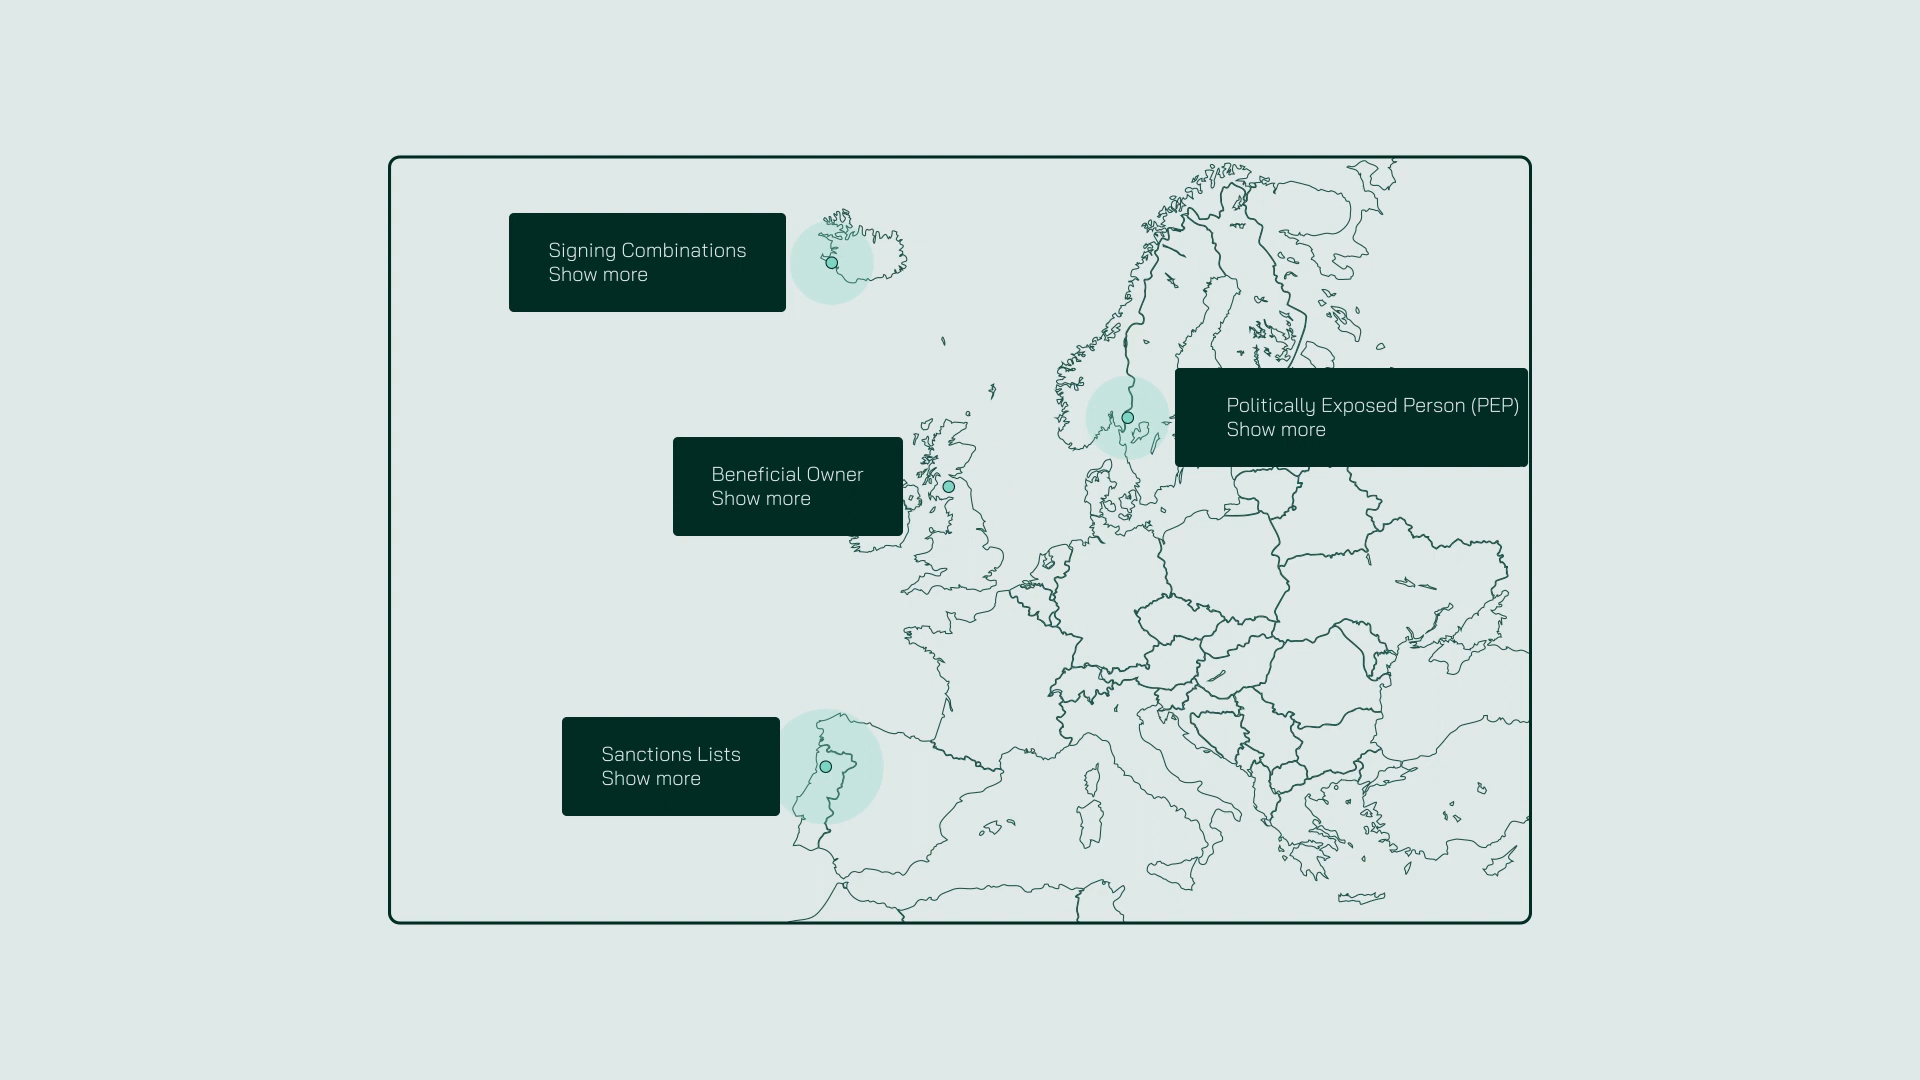 Signing Combinations
Show more
Politically Exposed Person (PEP)
Show more
Beneficial Owner
Show more
Sanctions Lists
Show more